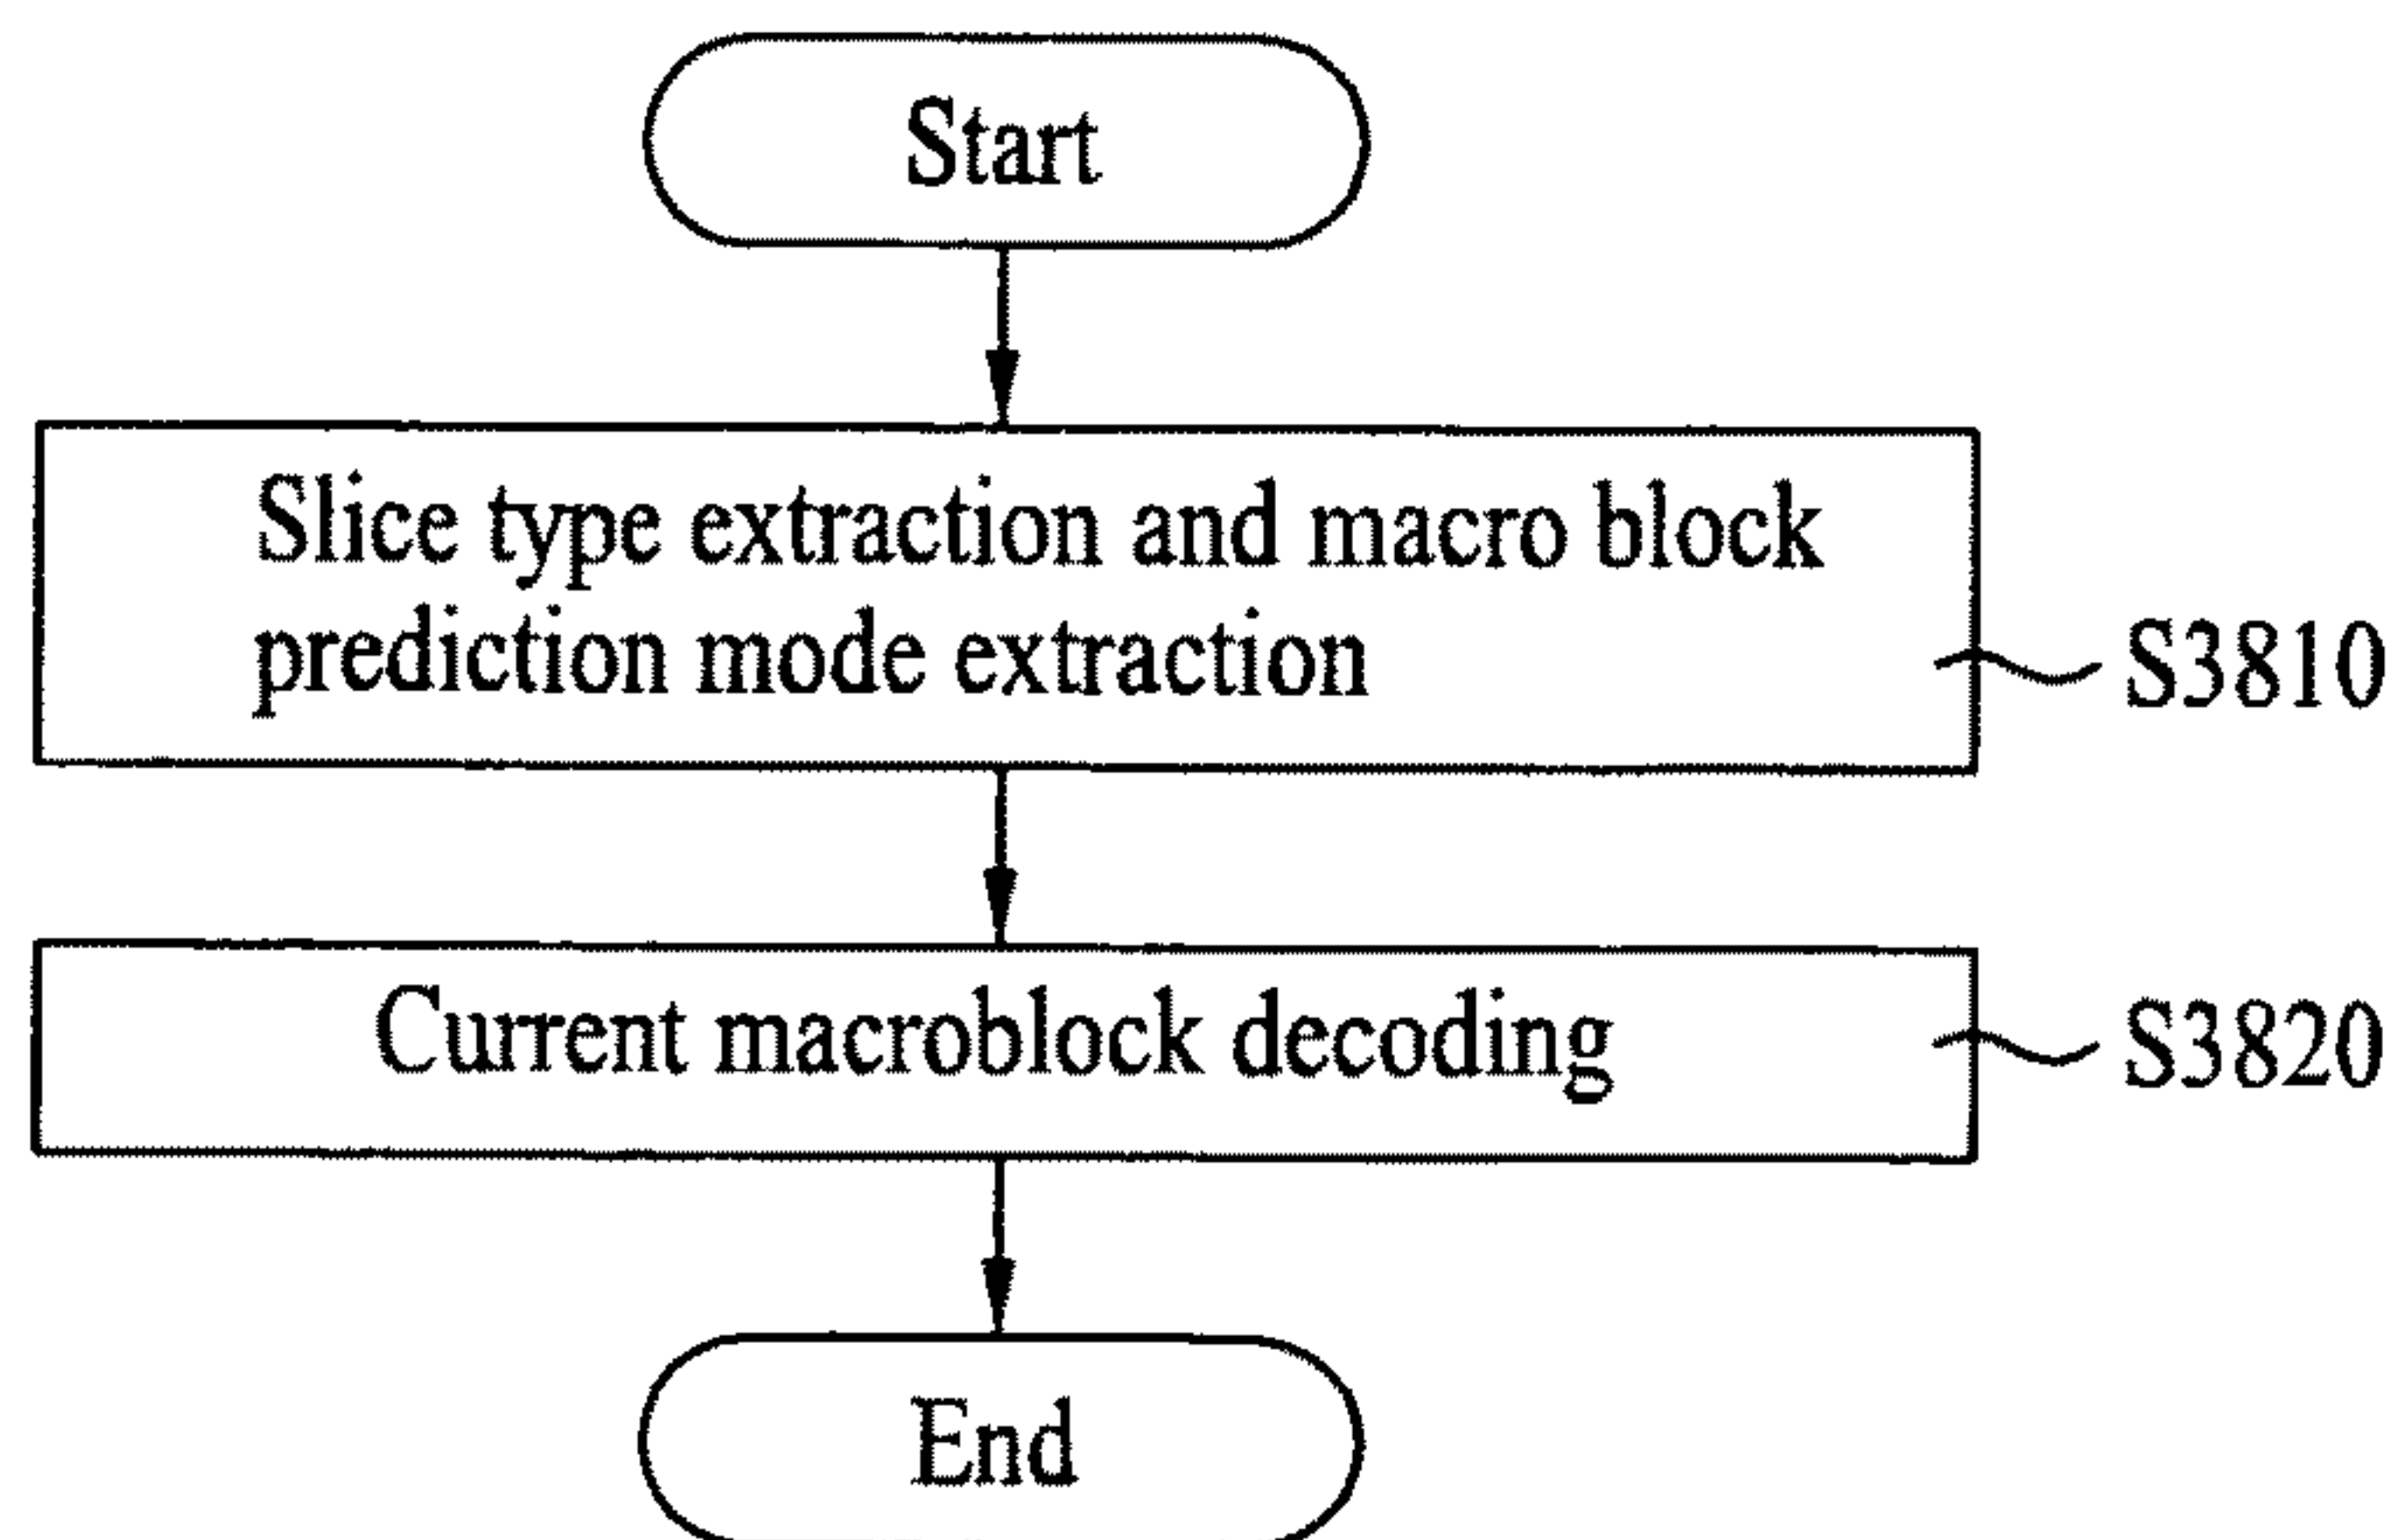 Start
Slice type extraction and macro block
prediction mode extraction
S3810
Current macroblock decoding
S3820
End